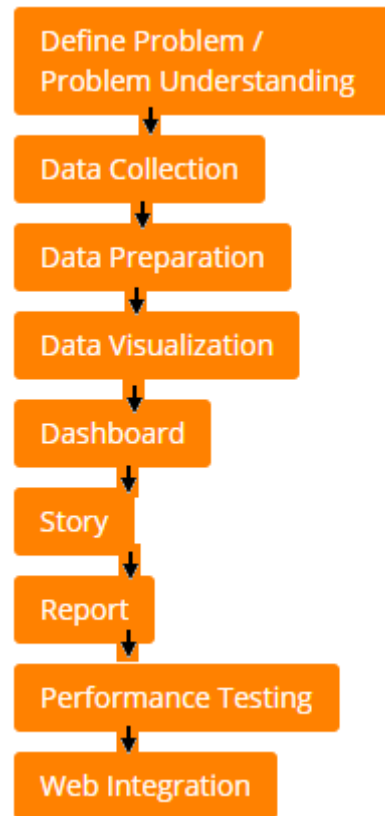 Define Problem /
Problem Understanding
Data Collection
Data Preparation
Data Visualization
Dashboard
Story
Report
Performance Testing
Web Integration